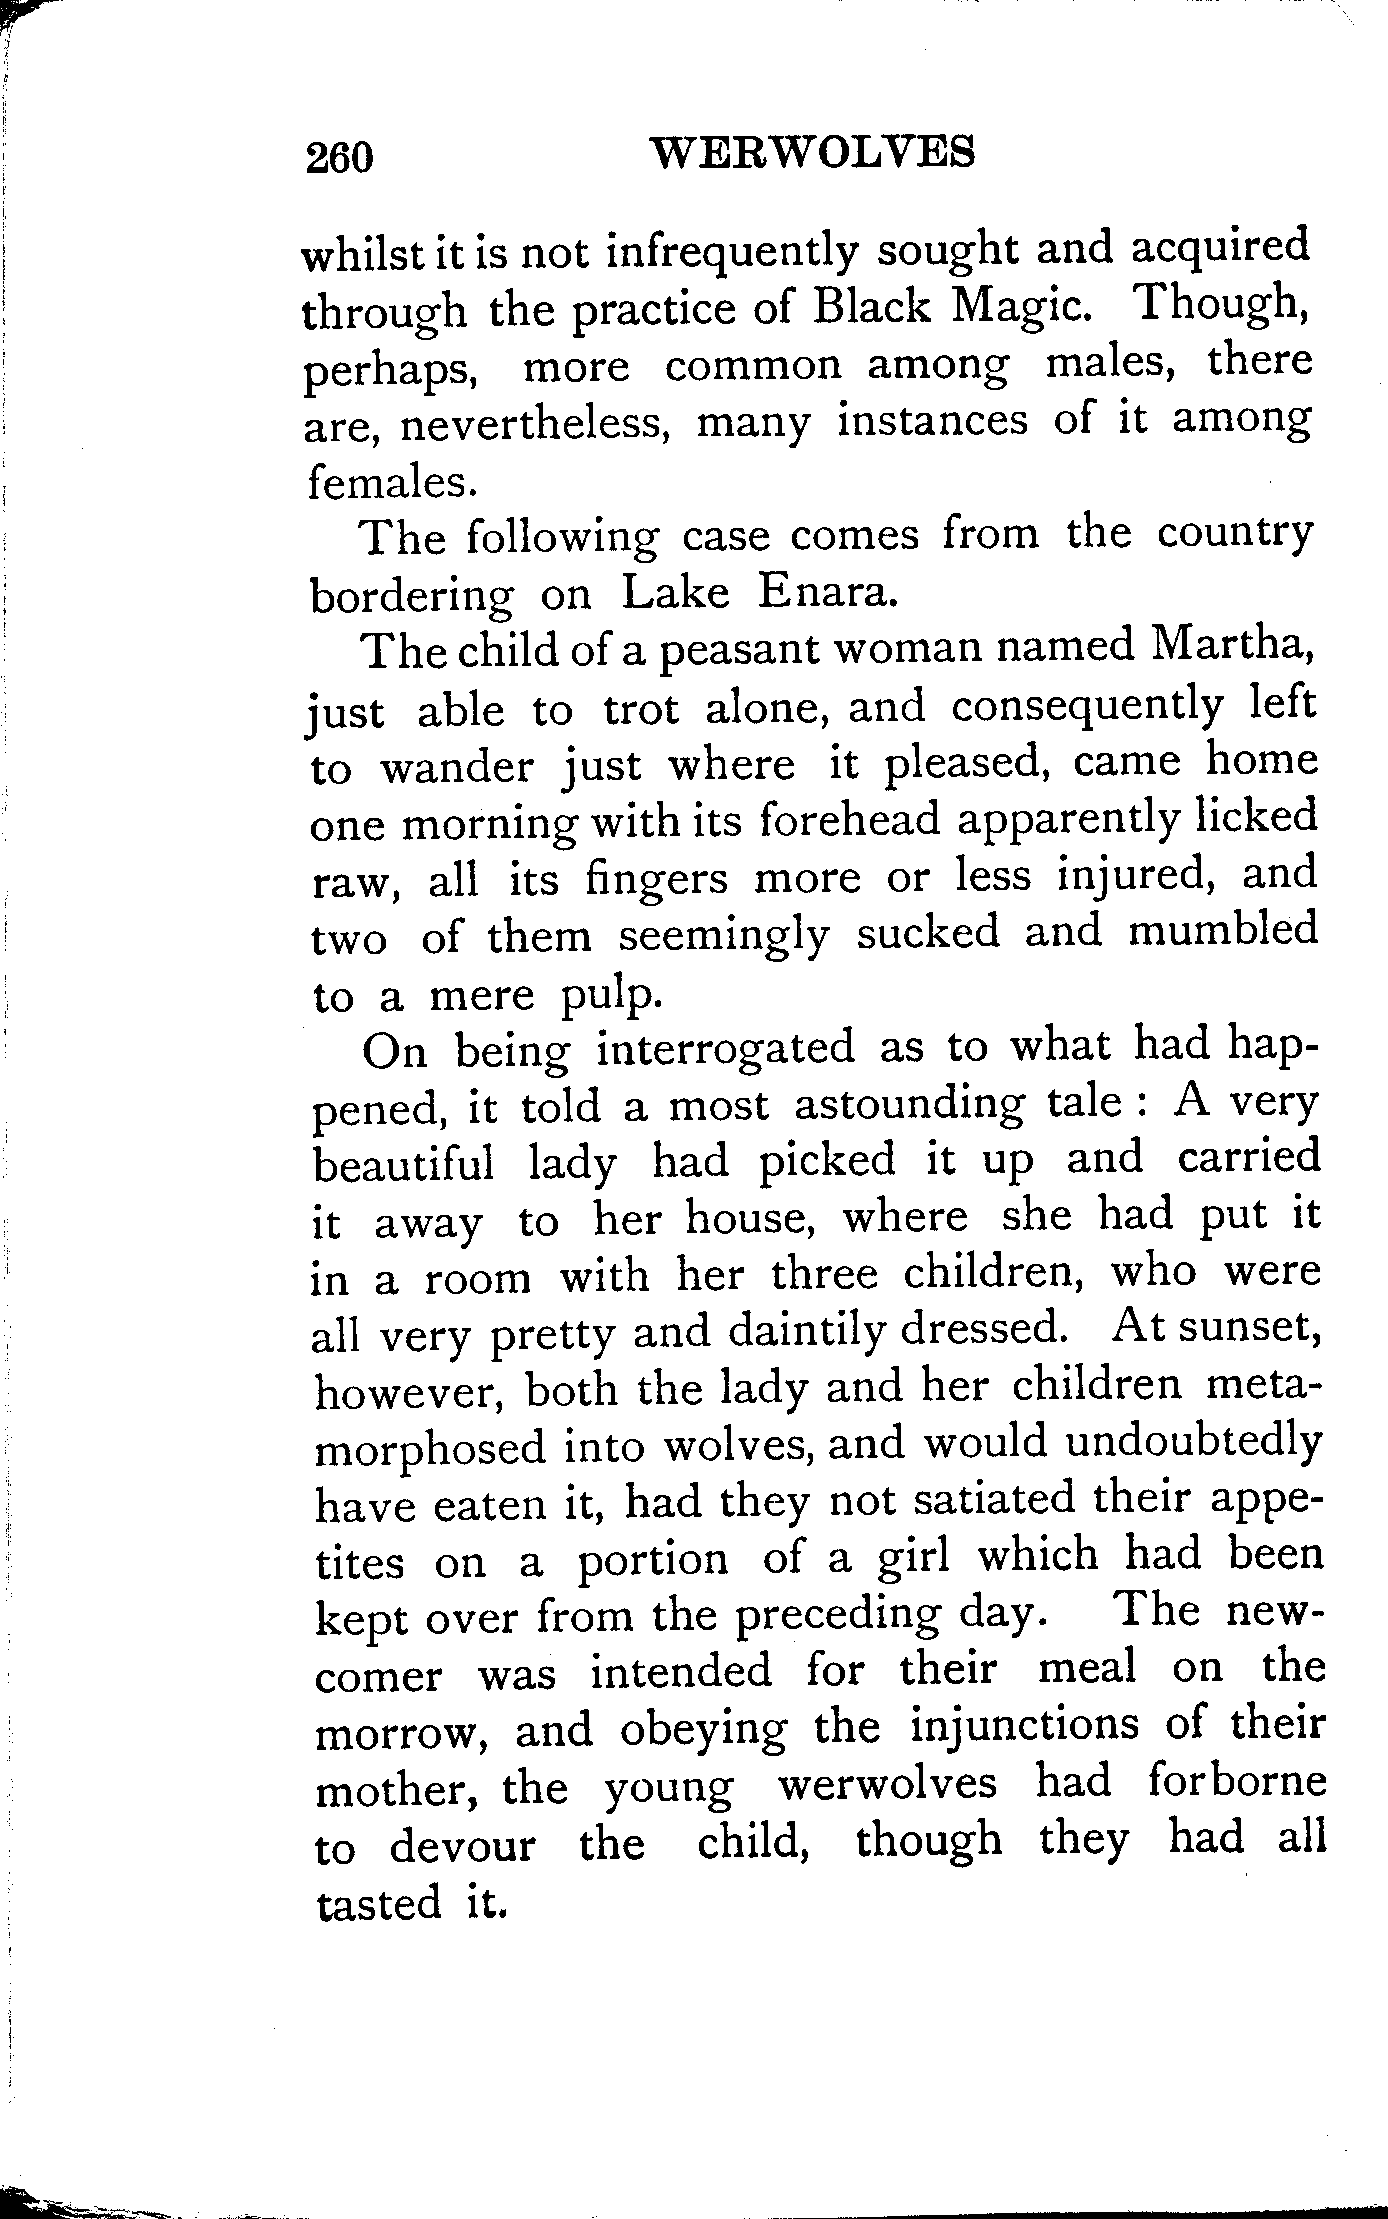 260 WERWOLVES
whilst it is not infrequently sought and acquired
through the practice of Black Magic. Though,
perhaps, more common among males, there
are, nevertheless, many instances of it among
females.
The following case comes from the country
bordering on Lake Enara.
The child of a peasant woman named Martha,
just able to trot alone, and consequently left
to wander just where it pleased, came home
one morning with its forehead apparently licked
raw, all its fingers more or less injured, and
two of them seemingly sucked and mumbled
to a mere pulp.
On being interrogated as to what had hap-
pened, it told a most astounding tale : A very
beautiful lady had picked it up and carried
it away to her house, where she had put it
in a room with her three children, who were
all very pretty and daintily dressed. At sunset,
however, both the lady and her children meta-
morphosed into wolves, and would undoubtedly
have eaten it, had they not satiated their appe-
tites on a portion of a girl which had been
kept over from the preceding day. The new-
comer was intended for their meal on the
morrow, and obeying the injunctions of their
mother, the young werwolves had forborne
to devour the child, though they had all
tasted it.